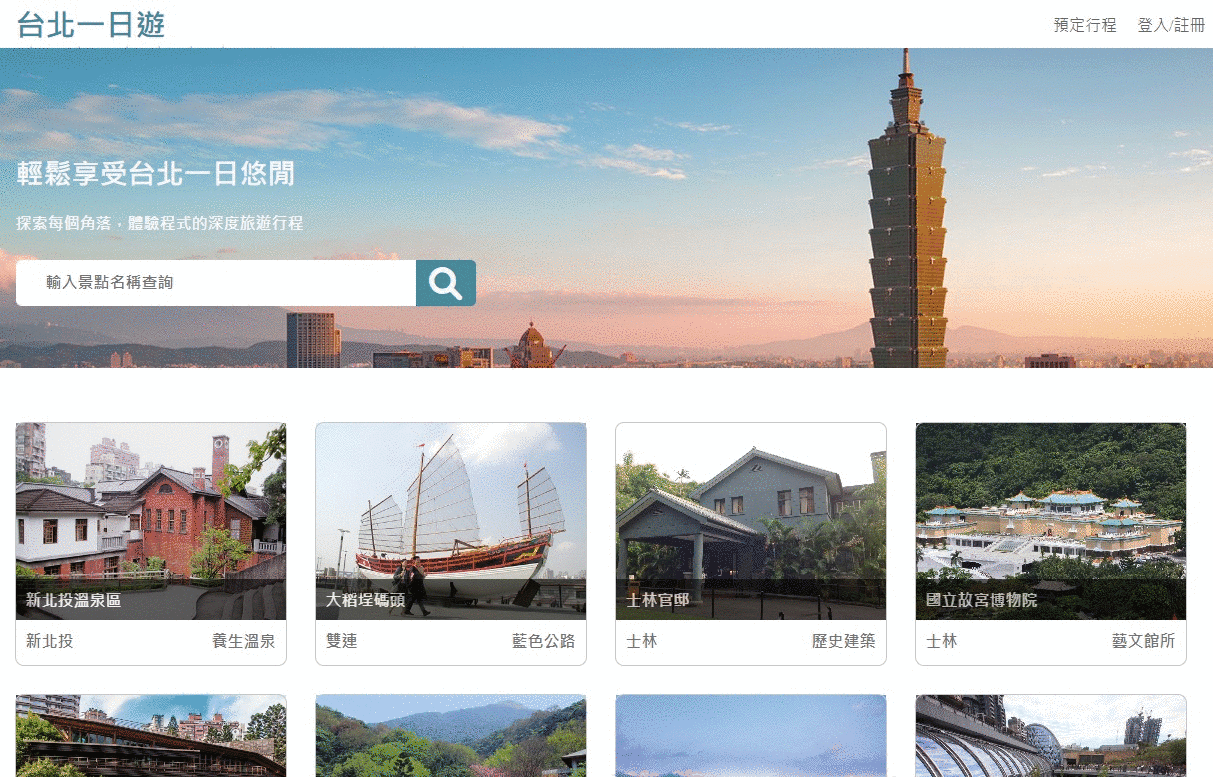 台北一日遊
預定行程 登入/註冊
輕鬆享受台北一日悠閒
探索每個角落，體驗程式的深度旅遊行程
輸入景點名稱查詢
新北投溫泉區
新北投 養生溫泉
大稻埕碼頭
雙連 藍色公路
士林官邸
士林 歷史建築
國立故宮博物院
士林 藝文館所